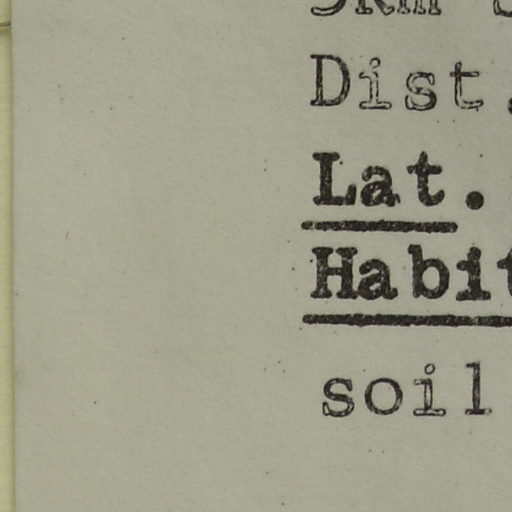 Dist.
Lat.
Habit
soil